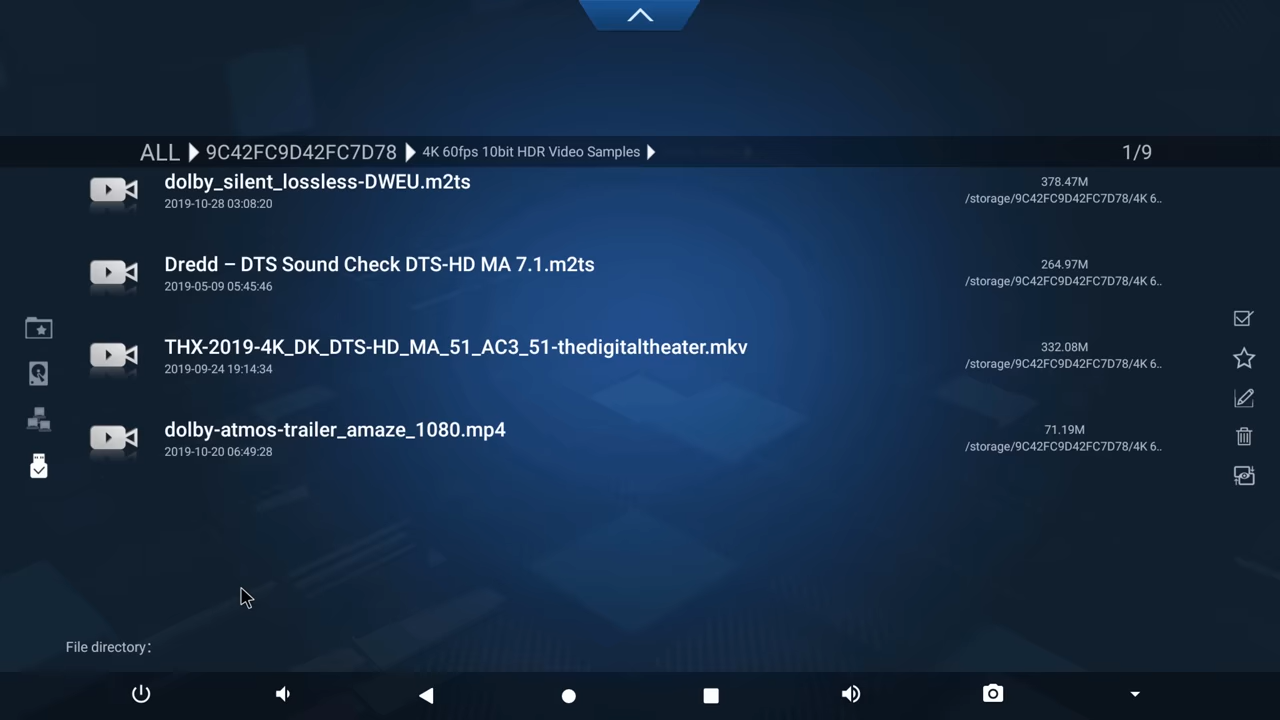 ALL 9C42FC9D42FC7D78 4K 60fps 10bit HDR Video Samples 1/9
dolby_silent_lossless-DWEU.m2ts 378.47M
2019-10-28 03:08:20 /storage/9C42FC9D42FC7D78/4K 6..
Dredd – DTS Sound Check DTS-HD MA 7.1.m2ts 264.97M
2019-05-09 05:45:46 /storage/9C42FC9D42FC7D78/4K 6..
THX-2019-4K_DK_DTS-HD_MA_51_AC3_51-thedigitaltheater.mkv 332.08M
2019-09-24 19:14:34 /storage/9C42FC9D42FC7D78/4K 6..
dolby-atmos-trailer_amaze_1080.mp4 71.19M
2019-10-20 06:49:28 /storage/9C42FC9D42FC7D78/4K 6..
File directory: